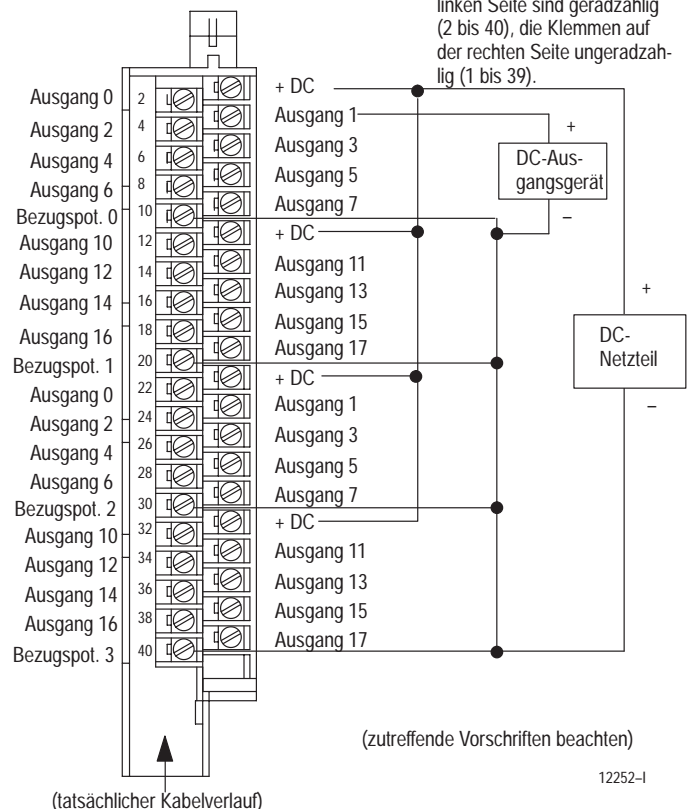 linken Seite sind geradzahlig
(2 bis 40), die Klemmen auf
der rechten Seite ungeradzah-
lig (1 bis 39).
Ausgang 0 2 + DC
Ausgang 2 4 Ausgang 1
Ausgang 4 6 Ausgang 3
Ausgang 6 8 Ausgang 5
Bezugspot. 0 10 Ausgang 7
Ausgang 10 12 + DC
Ausgang 12 14 Ausgang 11
Ausgang 14 16 Ausgang 13
Ausgang 16 18 Ausgang 15
Bezugspot. 1 20 Ausgang 17
Ausgang 0 22 + DC
Ausgang 2 24 Ausgang 1
Ausgang 4 26 Ausgang 3
Ausgang 6 28 Ausgang 5
Bezugspot. 2 30 Ausgang 7
Ausgang 10 32 + DC
Ausgang 12 34 Ausgang 11
Ausgang 14 36 Ausgang 13
Ausgang 16 38 Ausgang 15
Bezugspot. 3 40 Ausgang 17
+
DC-Aus-
gangsgerät
–
+
DC-
Netzteil
–
(zutreffende Vorschriften beachten)
12252–I
(tatsächlicher Kabelverlauf)